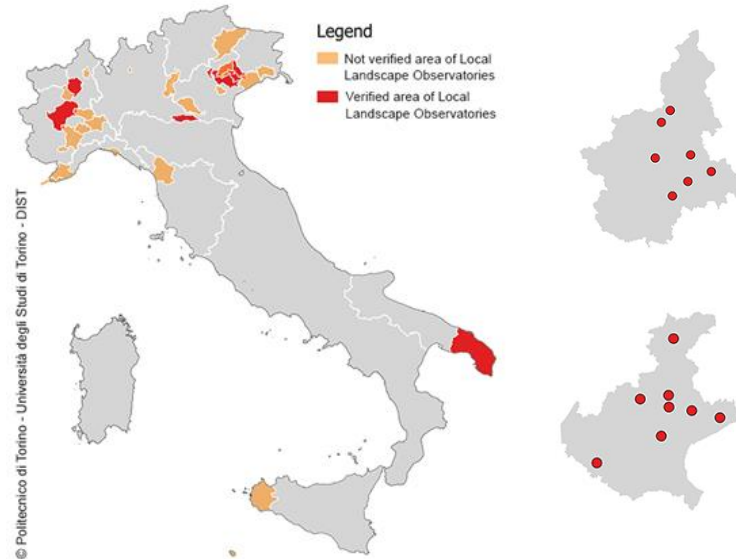 Legend
Not verified area of Local
Landscape Observatories
Verified area of Local
Landscape Observatories
© Politecnico di Torino - Università degli Studi di Torino - DIST